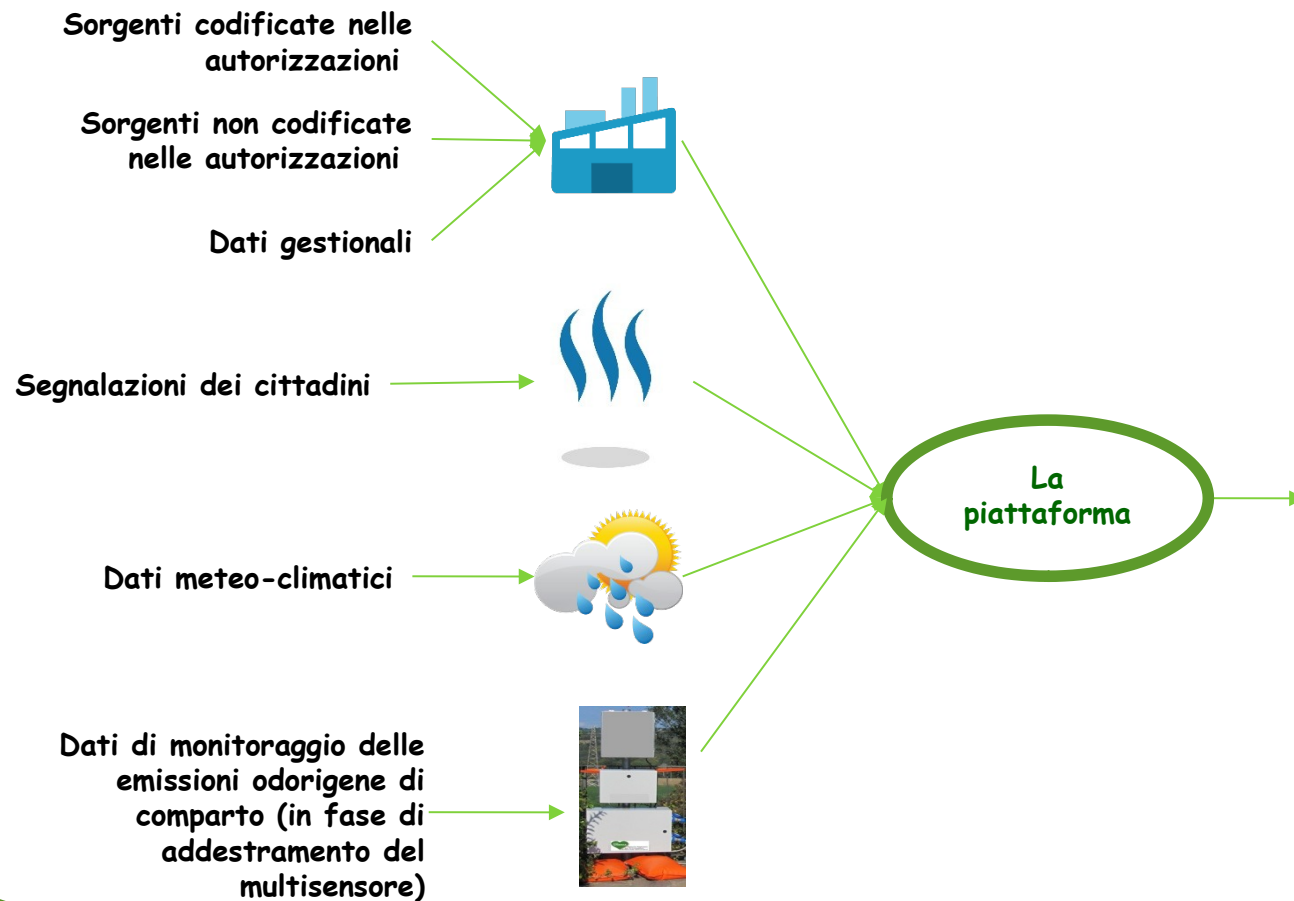 Sorgenti codificate nelle
autorizzazioni
Sorgenti non codificate
nelle autorizzazioni
Dati gestionali
Segnalazioni dei cittadini
La
piattaforma
Dati meteo-climatici
Dati di monitoraggio delle
emissioni odorigene di
comparto (in fase di
addestramento del
multisensore)